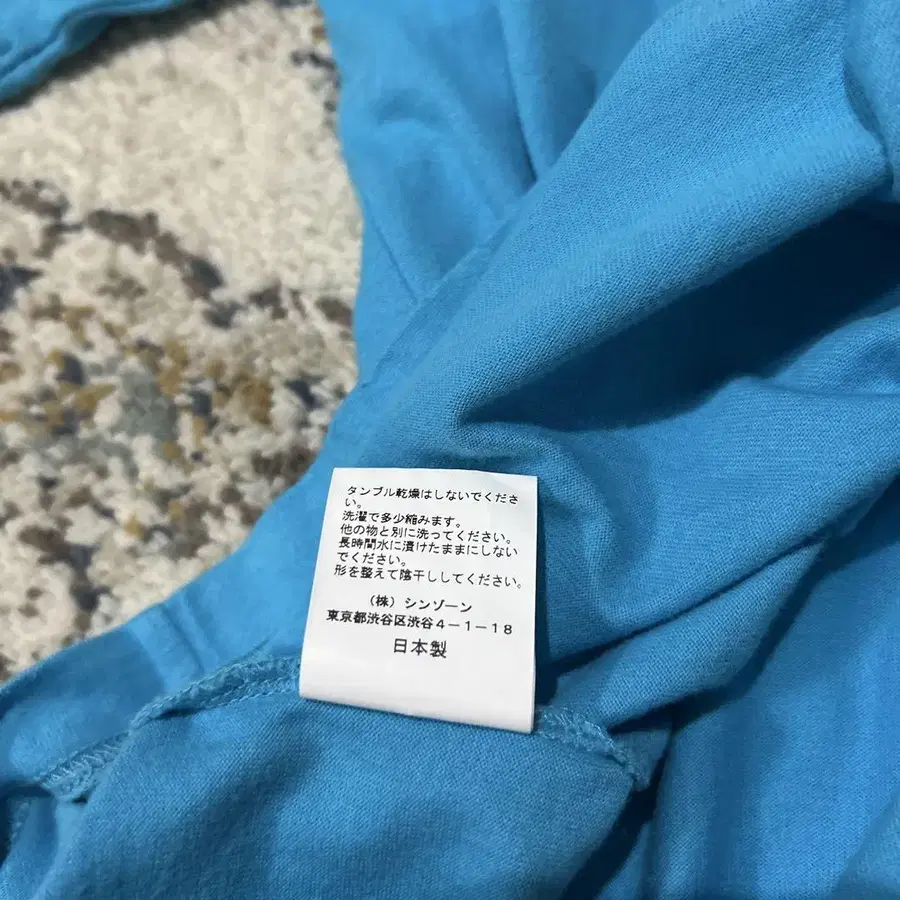 タンブル乾燥はしないでくださ
い。
洗濯で多少縮みます。
他の物と別に洗ってください。
長時間水に漬けたままにしない
でください。
形を整えて陰干ししてください。
(株) シンゾーン
東京都渋谷区渋谷4-1-18
日本製